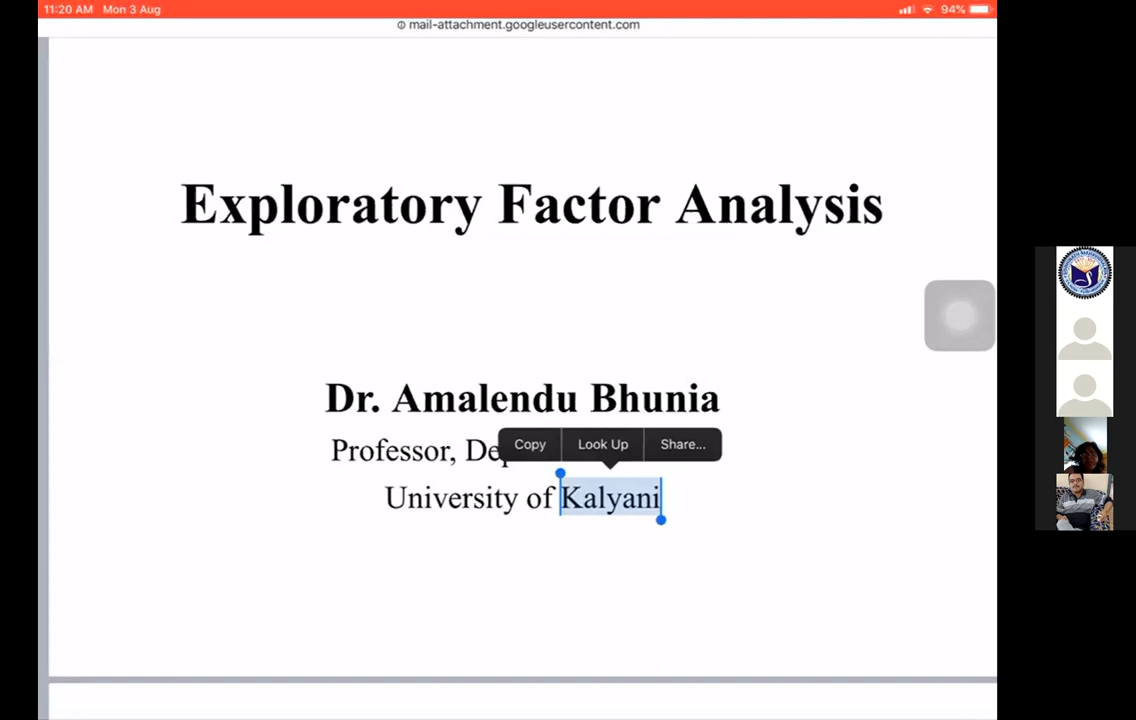 11:20 AM Mon 3 Aug 94%
mail-attachment.googleusercontent.com
Exploratory Factor Analysis
Dr. Amalendu Bhunia
Professor,
Copy Look Up Share...
University of Kalyani